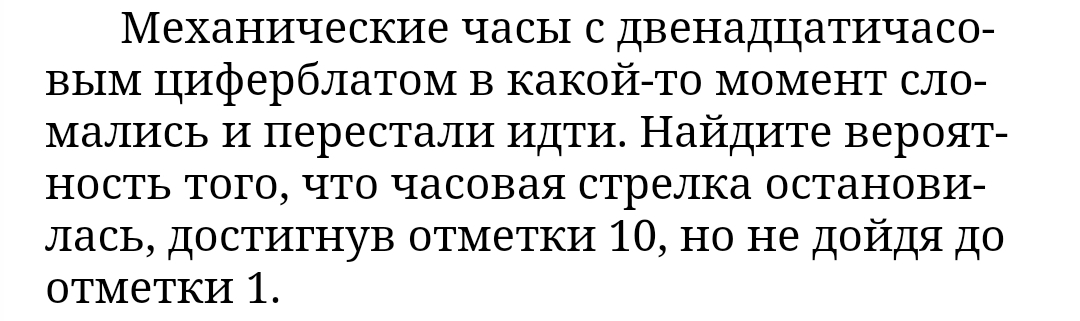 Механические часы с двенадцатичасо-
вым циферблатом в какой-то момент сло-
мались и перестали идти. Найдите вероят-
ность того, что часовая стрелка останови-
лась, достигнув отметки 10, но не дойдя до
отметки 1.